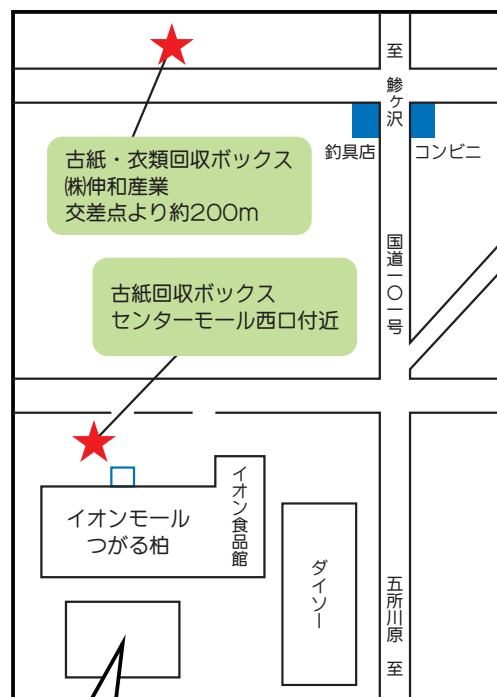 至 鰺ヶ沢
釣具店
コンビニ
古紙・衣類回収ボックス
㈱伸和産業
交差点より約200m
国道一〇一号
古紙回収ボックス
センターモール西口付近
イオン食品館
イオンモール
つがる柏
ダイソー
五所川原 至